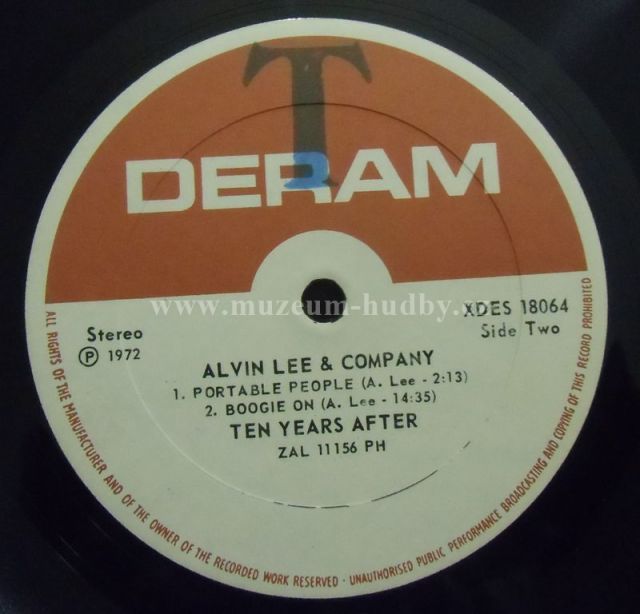 T
DERAM
www.muzeum-hudby.cz
Stereo
XDES 18064
Ⓟ 1972
Side Two
ALVIN LEE & COMPANY
1. PORTABLE PEOPLE (A. Lee - 2:13)
2. BOOGIE ON (A. Lee - 14:35)
TEN YEARS AFTER
ZAL 11156 PH
ALL RIGHTS OF THE MANUFACTURER AND OF THE OWNER OF THE RECORDED WORK RESERVED · UNAUTHORISED PUBLIC PERFORMANCE BROADCASTING AND COPYING OF THIS RECORD PROHIBITED